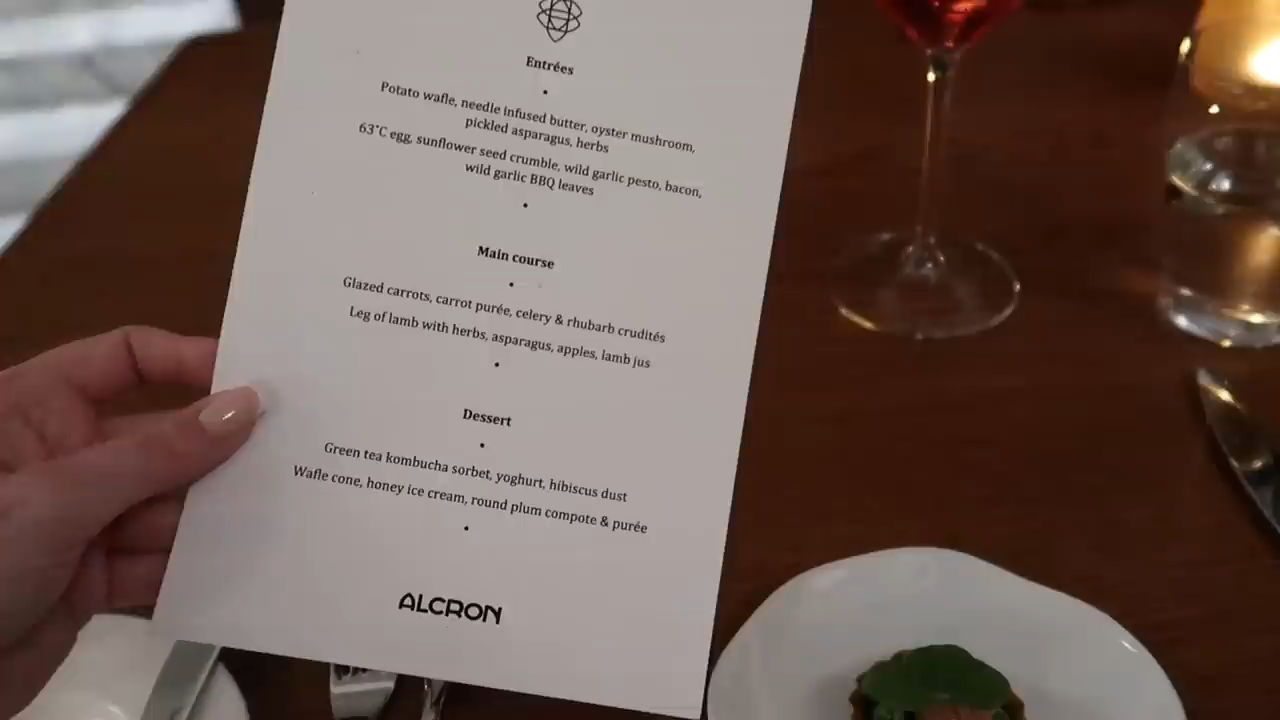 Entrées
Potato wafle, needle infused butter, oyster mushroom,
pickled asparagus, herbs
63°C egg, sunflower seed crumble, wild garlic pesto, bacon,
wild garlic BBQ leaves
Main course
Glazed carrots, carrot purée, celery & rhubarb crudités
Leg of lamb with herbs, asparagus, apples, lamb jus
Dessert
Green tea kombucha sorbet, yoghurt, hibiscus dust
Wafle cone, honey ice cream, round plum compote & purée
ALCRON